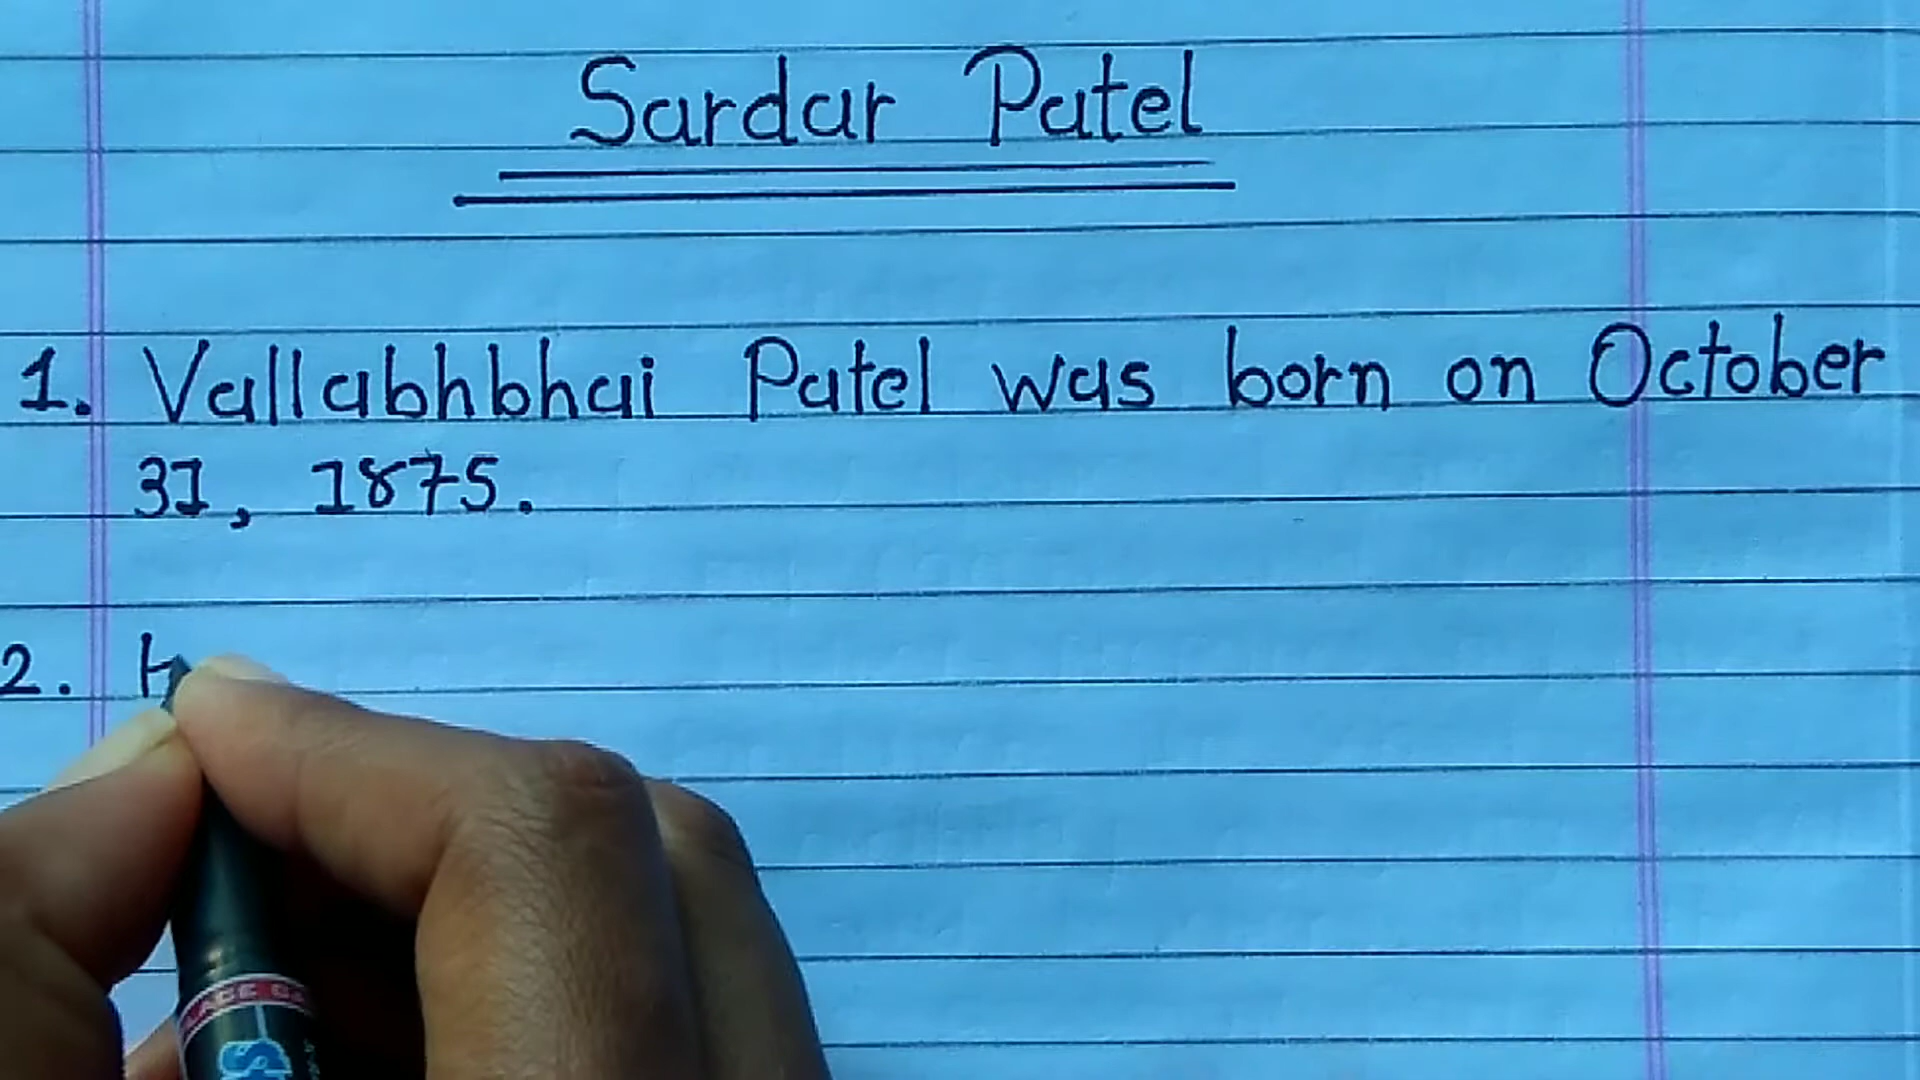 Sardar Patel
1. Vallabhbhai Patel was born on October
31, 1875.
2. H